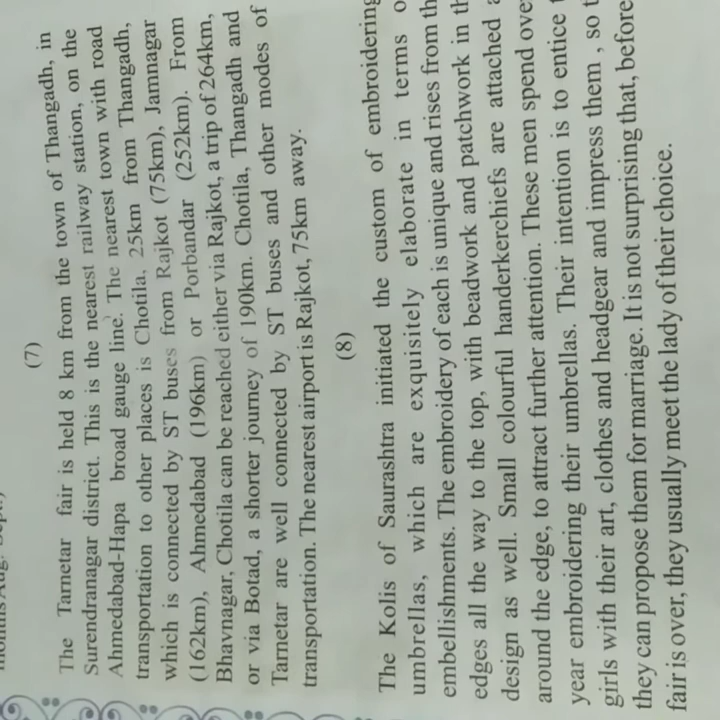 (7)
The Tarnetar fair is held 8 km from the town of Thangadh, in
Surendranagar district. This is the nearest railway station, on the
Ahmedabad-Hapa broad gauge line. The nearest town with road
transportation to other places is Chotila, 25km from Thangadh,
which is connected by ST buses from Rajkot (75km), Jamnagar
(162km), Ahmedabad (196km) or Porbandar (252km). From
Bhavnagar, Chotila can be reached either via Rajkot, a trip of 264km,
or via Botad, a shorter journey of 190km. Chotila, Thangadh and
Tarnetar are well connected by ST buses and other modes of
transportation. The nearest airport is Rajkot, 75km away.
(8)
The Kolis of Saurashtra initiated the custom of embroidering
umbrellas, which are exquisitely elaborate in terms
embellishments. The embroidery of each is unique and rises from
edges all the way to the top, with beadwork and patchwork in
design as well. Small colourful handerkerchiefs are attached
around the edge, to attract further attention. These men spend
year embroidering their umbrellas. Their intention is to entice
girls with their art, clothes and headgear and impress them , so
they can propose them for marriage. It is not surprising that, before
fair is over, they usually meet the lady of their choice.